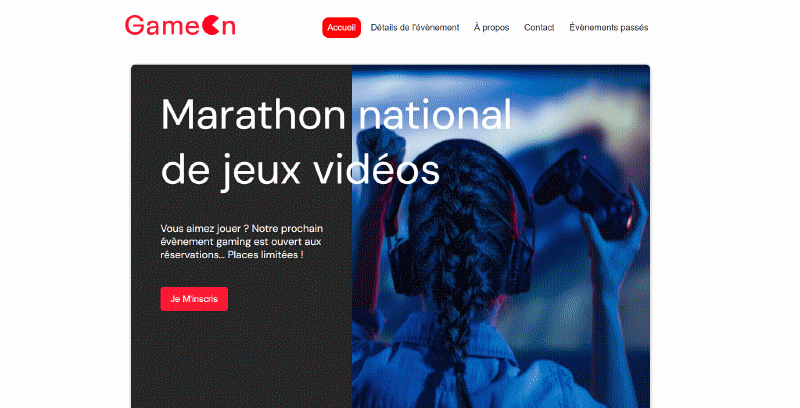 GameOn
Accueil Détails de l'évènement À propos Contact Évènements passés
Marathon national
de jeux vidéos
Vous aimez jouer ? Notre prochain
évènement gaming est ouvert aux
réservations... Places limitées !
Je M'inscris